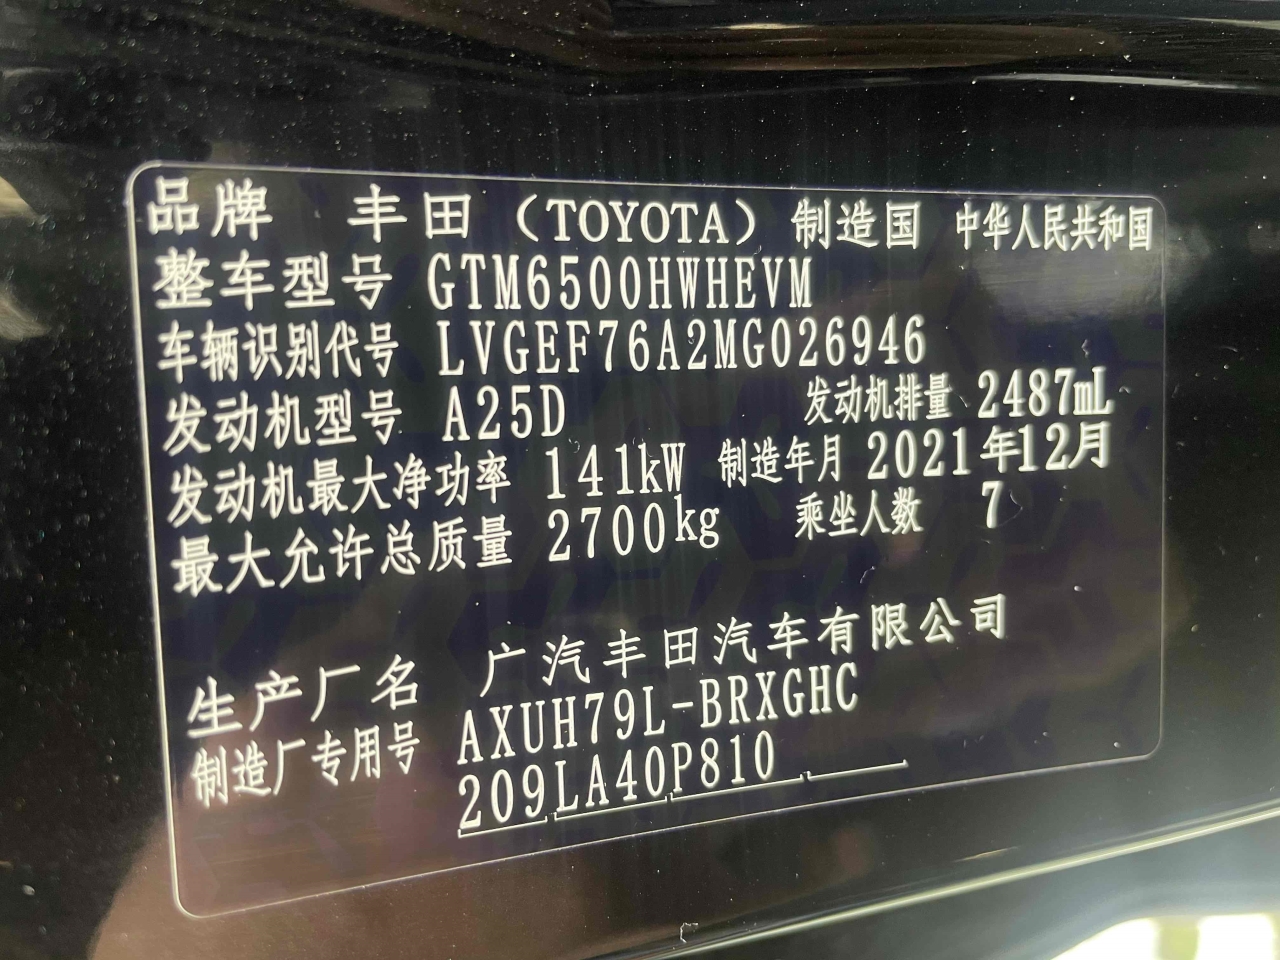 品牌 丰田（TOYOTA）制造国 中华人民共和国
整车型号 GTM6500HWHEVM
车辆识别代号 LVGEF76A2MG026946
发动机型号 A25D 发动机排量 2487mL
发动机最大净功率 141kW 制造年月 2021年12月
最大允许总质量 2700kg 乘坐人数 7
生产厂名 广汽丰田汽车有限公司
制造厂专用号 AXUH79L-BRXGHC
209LA40P810